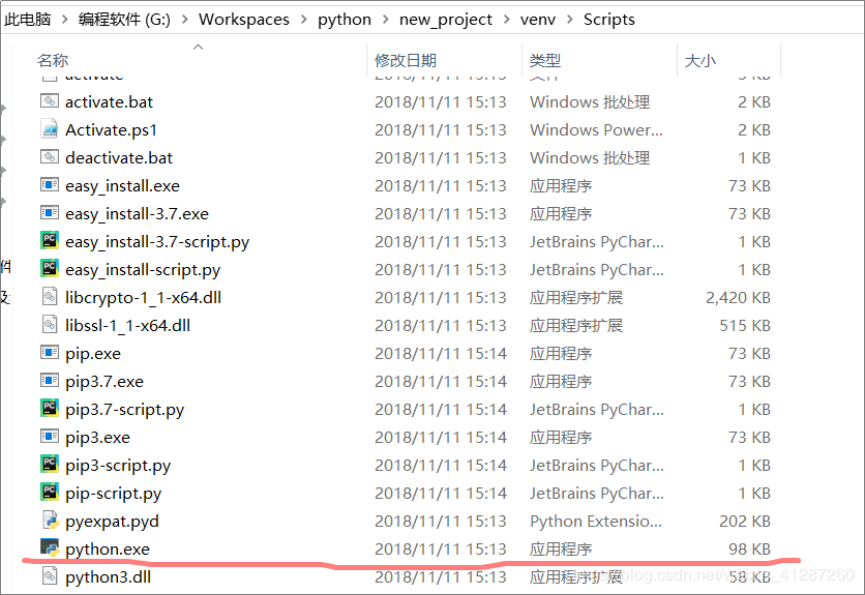 此电脑 > 编程软件 (G:) > Workspaces > python > new_project > venv > Scripts
名称 修改日期 类型 大小
activate 2018/11/11 15:13 文件 3 KB
activate.bat 2018/11/11 15:13 Windows 批处理 2 KB
Activate.ps1 2018/11/11 15:13 Windows Power... 2 KB
deactivate.bat 2018/11/11 15:13 Windows 批处理 1 KB
easy_install.exe 2018/11/11 15:13 应用程序 73 KB
easy_install-3.7.exe 2018/11/11 15:13 应用程序 73 KB
easy_install-3.7-script.py 2018/11/11 15:13 JetBrains PyChar... 1 KB
easy_install-script.py 2018/11/11 15:13 JetBrains PyChar... 1 KB
件
libcrypto-1_1-x64.dll 2018/11/11 15:13 应用程序扩展 2,420 KB
libssl-1_1-x64.dll 2018/11/11 15:13 应用程序扩展 515 KB
pip.exe 2018/11/11 15:14 应用程序 73 KB
pip3.7.exe 2018/11/11 15:14 应用程序 73 KB
pip3.7-script.py 2018/11/11 15:14 JetBrains PyChar... 1 KB
pip3.exe 2018/11/11 15:14 应用程序 73 KB
pip3-script.py 2018/11/11 15:14 JetBrains PyChar... 1 KB
pip-script.py 2018/11/11 15:14 JetBrains PyChar... 1 KB
pyexpat.pyd 2018/11/11 15:13 Python Extensio... 202 KB
python.exe 2018/11/11 15:13 应用程序 98 KB
python3.dll 2018/11/11 15:13 应用程序扩展 58 KB